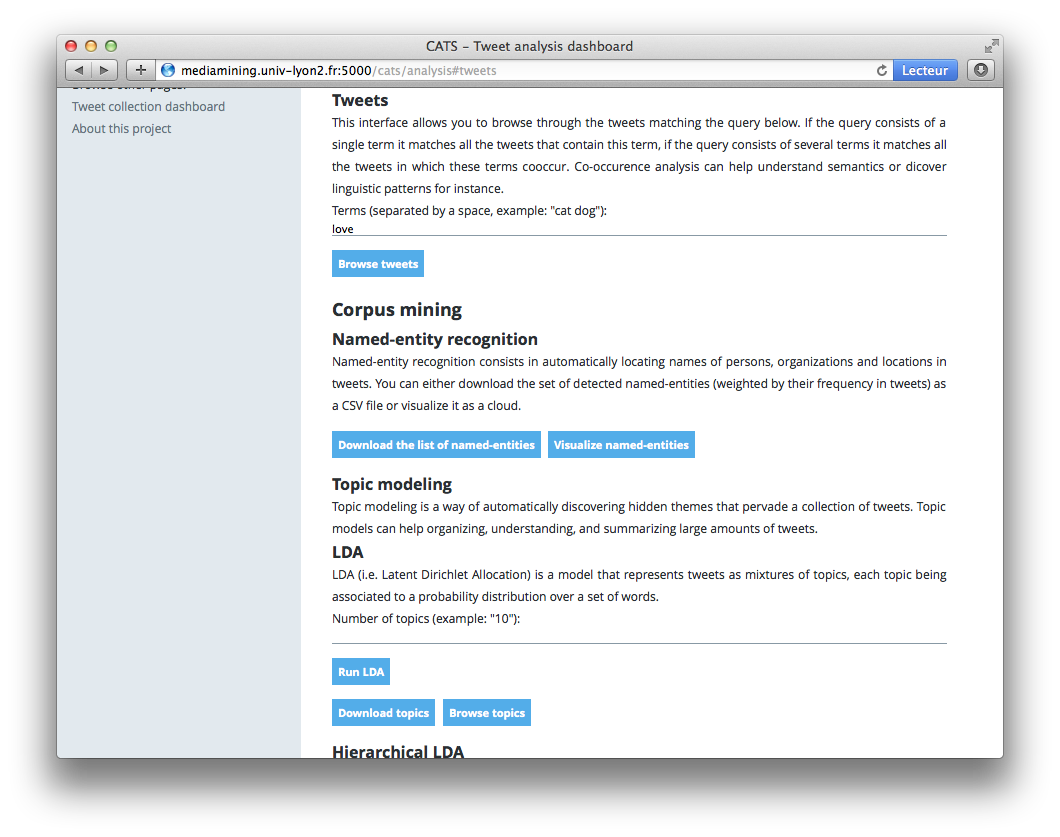 CATS – Tweet analysis dashboard
mediamining.univ-lyon2.fr:5000/cats/analysis#tweets
Lecteur
Browse other pages:
Tweet collection dashboard
About this project
Tweets
This interface allows you to browse through the tweets matching the query below. If the query consists of a
single term it matches all the tweets that contain this term, if the query consists of several terms it matches all
the tweets in which these terms cooccur. Co-occurence analysis can help understand semantics or dicover
linguistic patterns for instance.
Terms (separated by a space, example: "cat dog"):
love
Browse tweets
Corpus mining
Named-entity recognition
Named-entity recognition consists in automatically locating names of persons, organizations and locations in
tweets. You can either download the set of detected named-entities (weighted by their frequency in tweets) as
a CSV file or visualize it as a cloud.
Download the list of named-entities Visualize named-entities
Topic modeling
Topic modeling is a way of automatically discovering hidden themes that pervade a collection of tweets. Topic
models can help organizing, understanding, and summarizing large amounts of tweets.
LDA
LDA (i.e. Latent Dirichlet Allocation) is a model that represents tweets as mixtures of topics, each topic being
associated to a probability distribution over a set of words.
Number of topics (example: "10"):
Run LDA
Download topics Browse topics
Hierarchical LDA